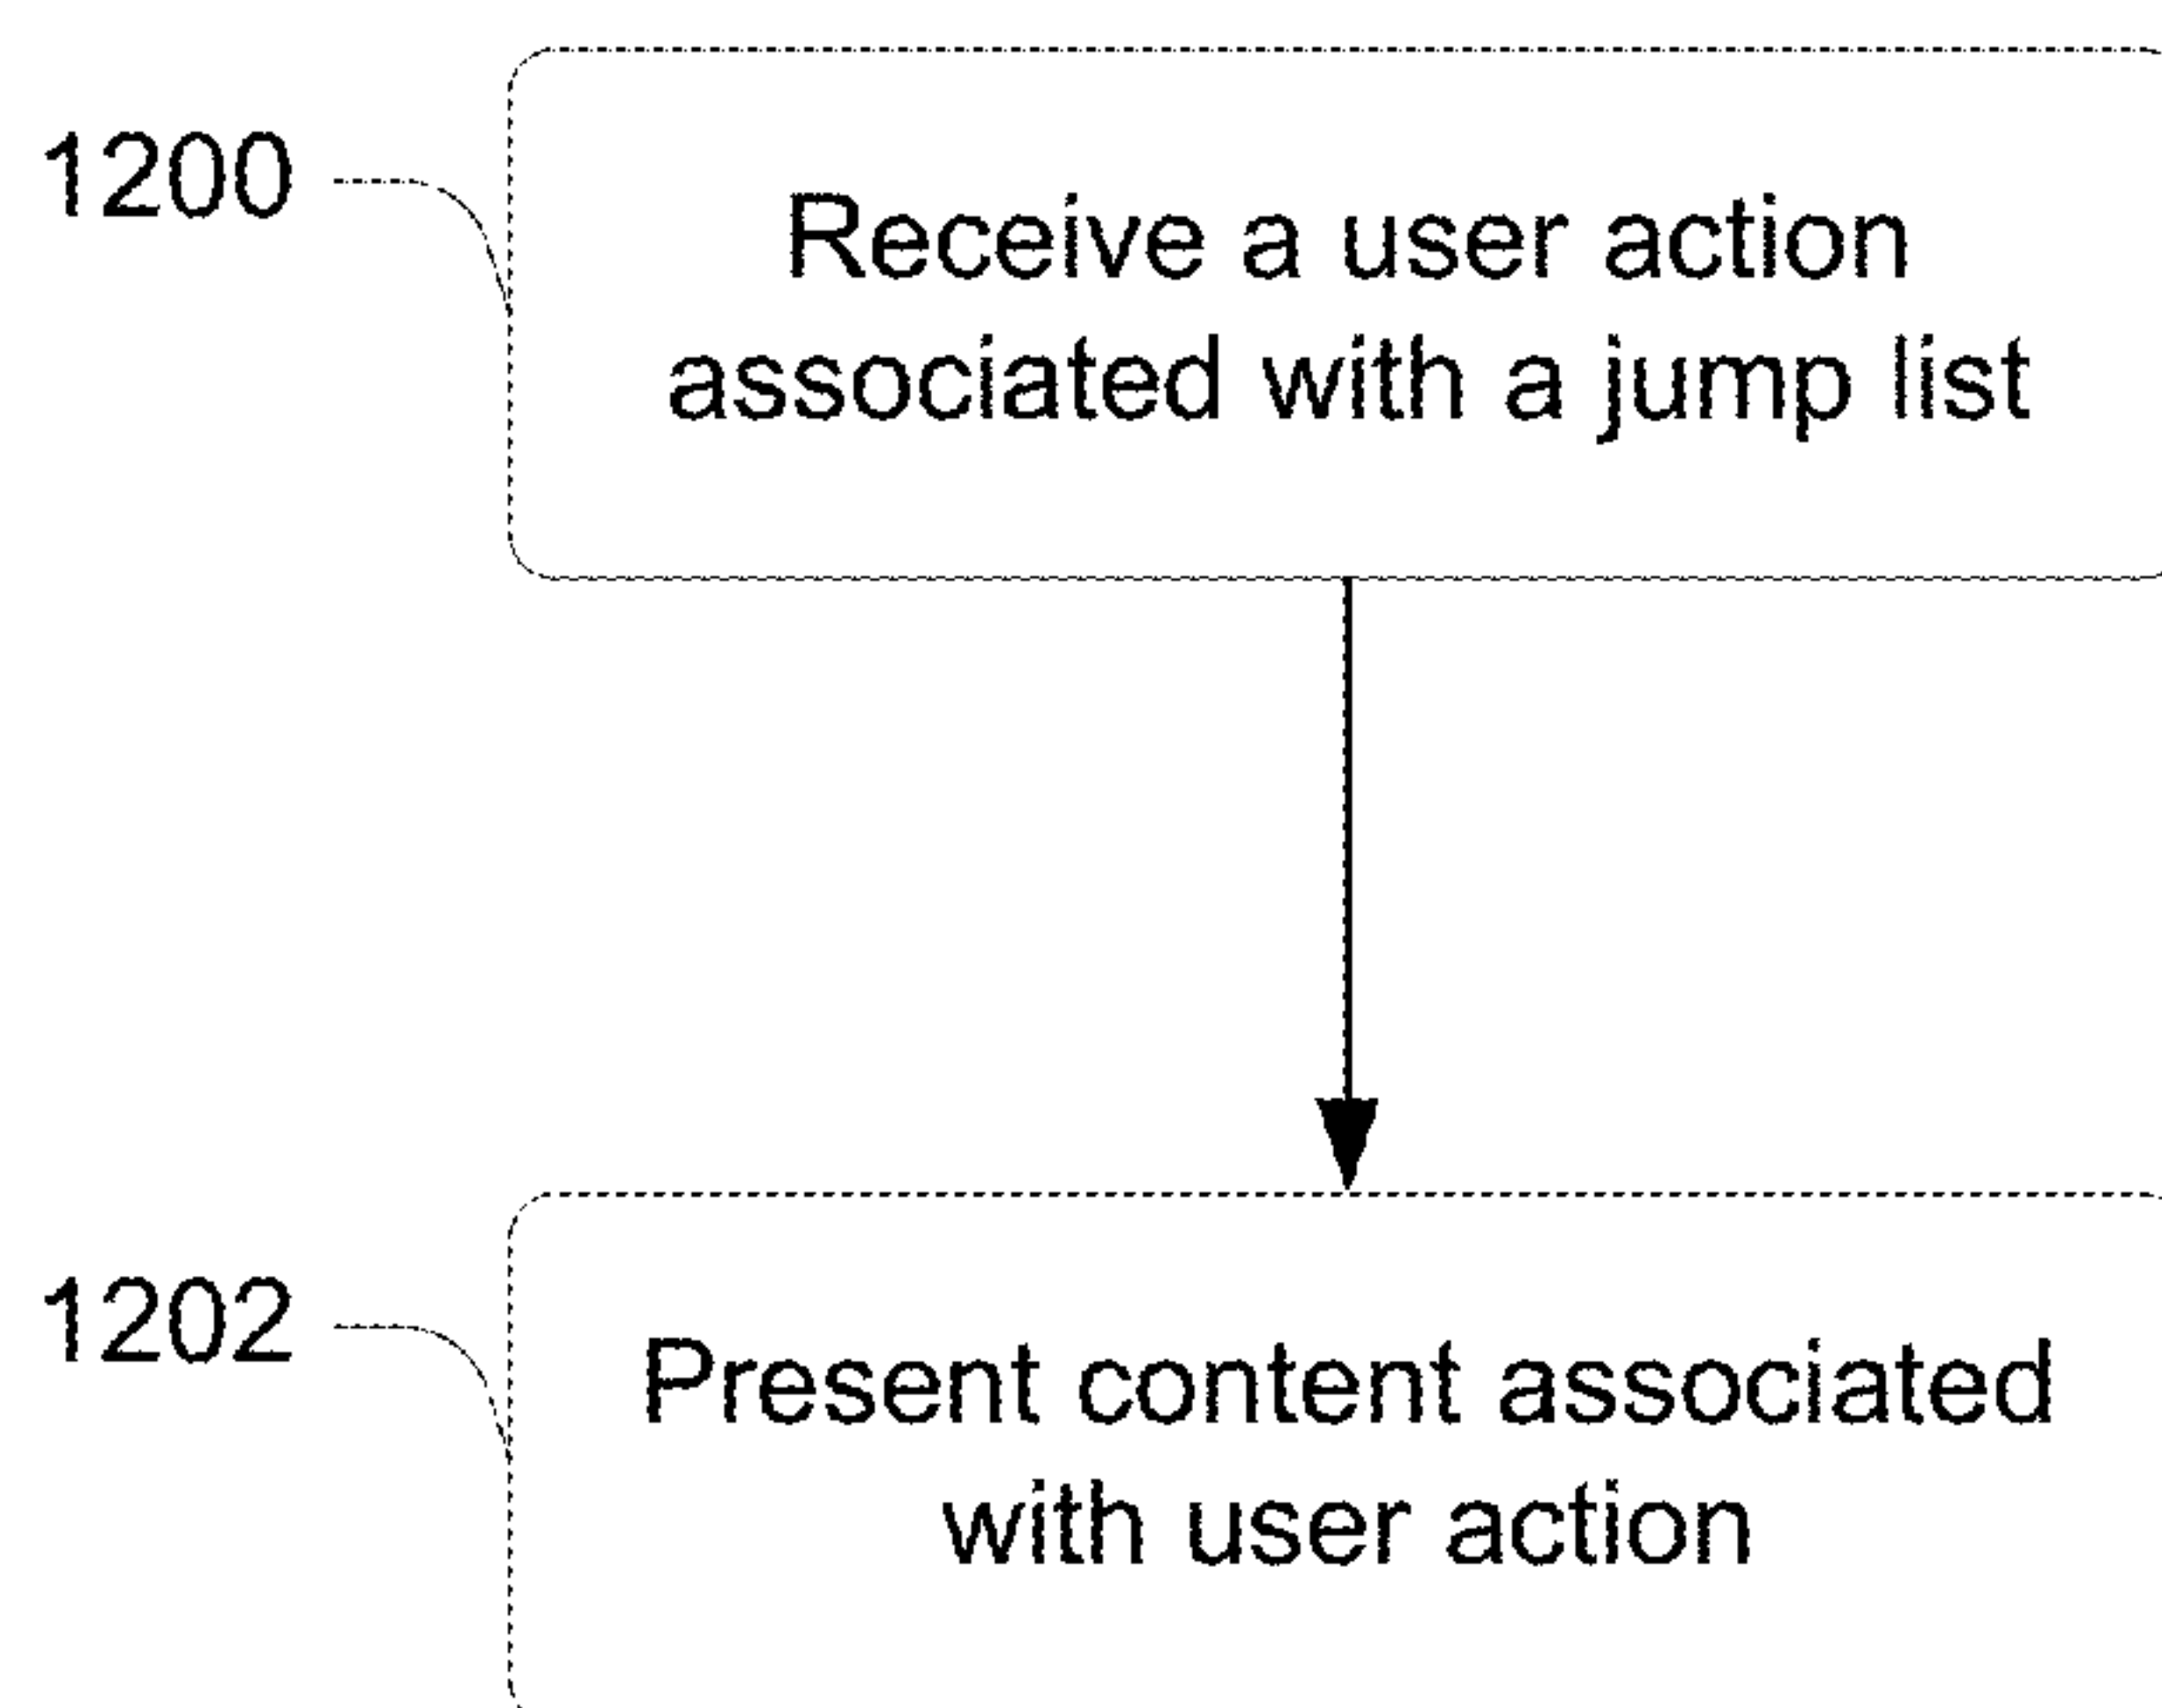 1200
Receive a user action
associated with a jump list
1202
Present content associated
with user action